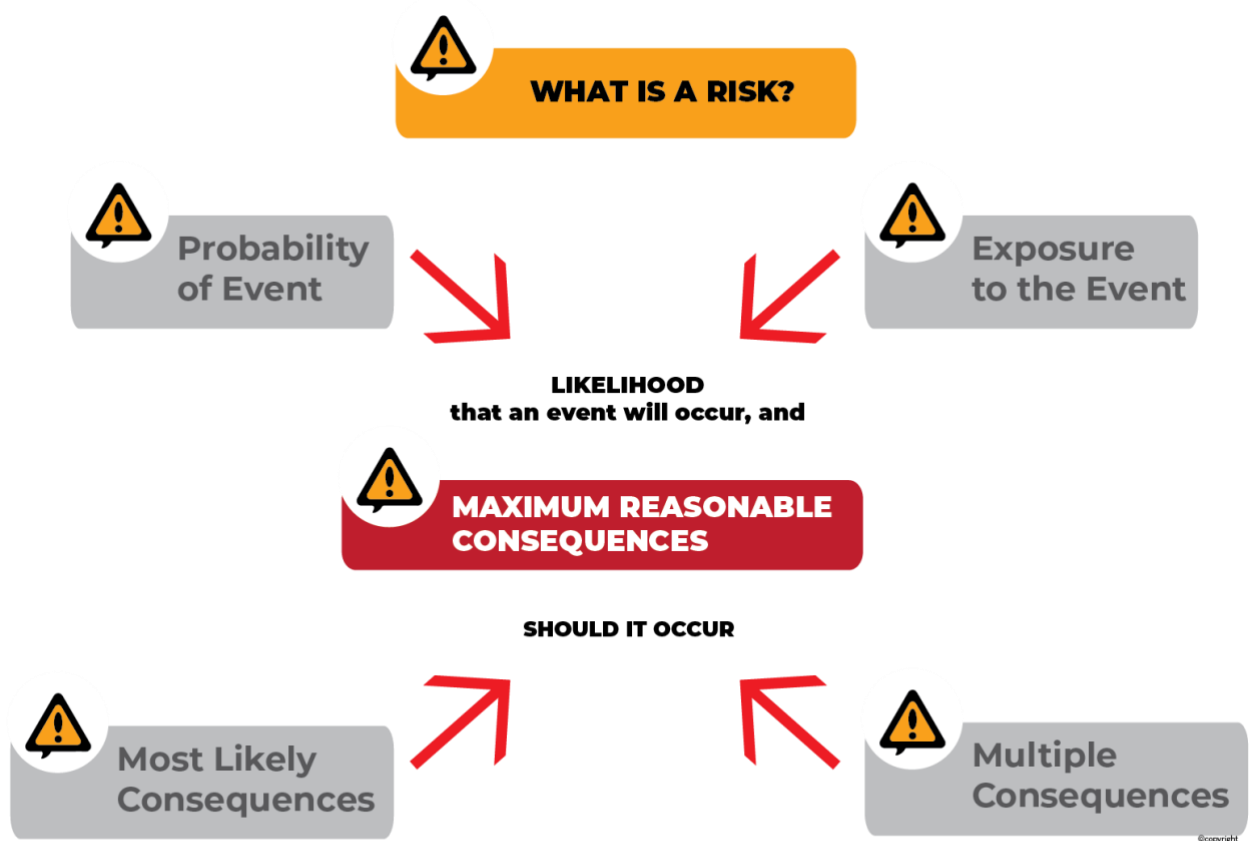 WHAT IS A RISK?
Probability
of Event
Exposure
to the Event
LIKELIHOOD
that an event will occur, and
MAXIMUM REASONABLE
CONSEQUENCES
SHOULD IT OCCUR
Most Likely
Consequences
Multiple
Consequences
©copyright